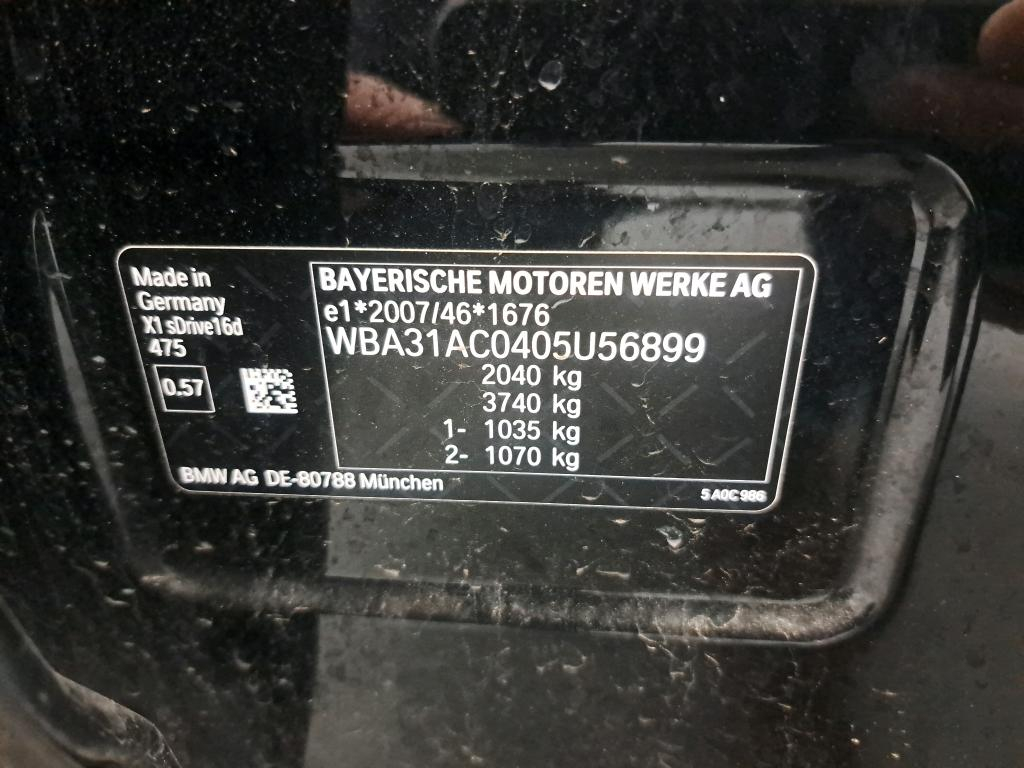 Made in
Germany
X1 sDrive16d
475
0.57
BAYERISCHE MOTOREN WERKE AG
e1*2007/46*1676
WBA31AC0405U56899
2040 kg
3740 kg
1- 1035 kg
2- 1070 kg
BMW AG DE-80788 München
5 A0C 986